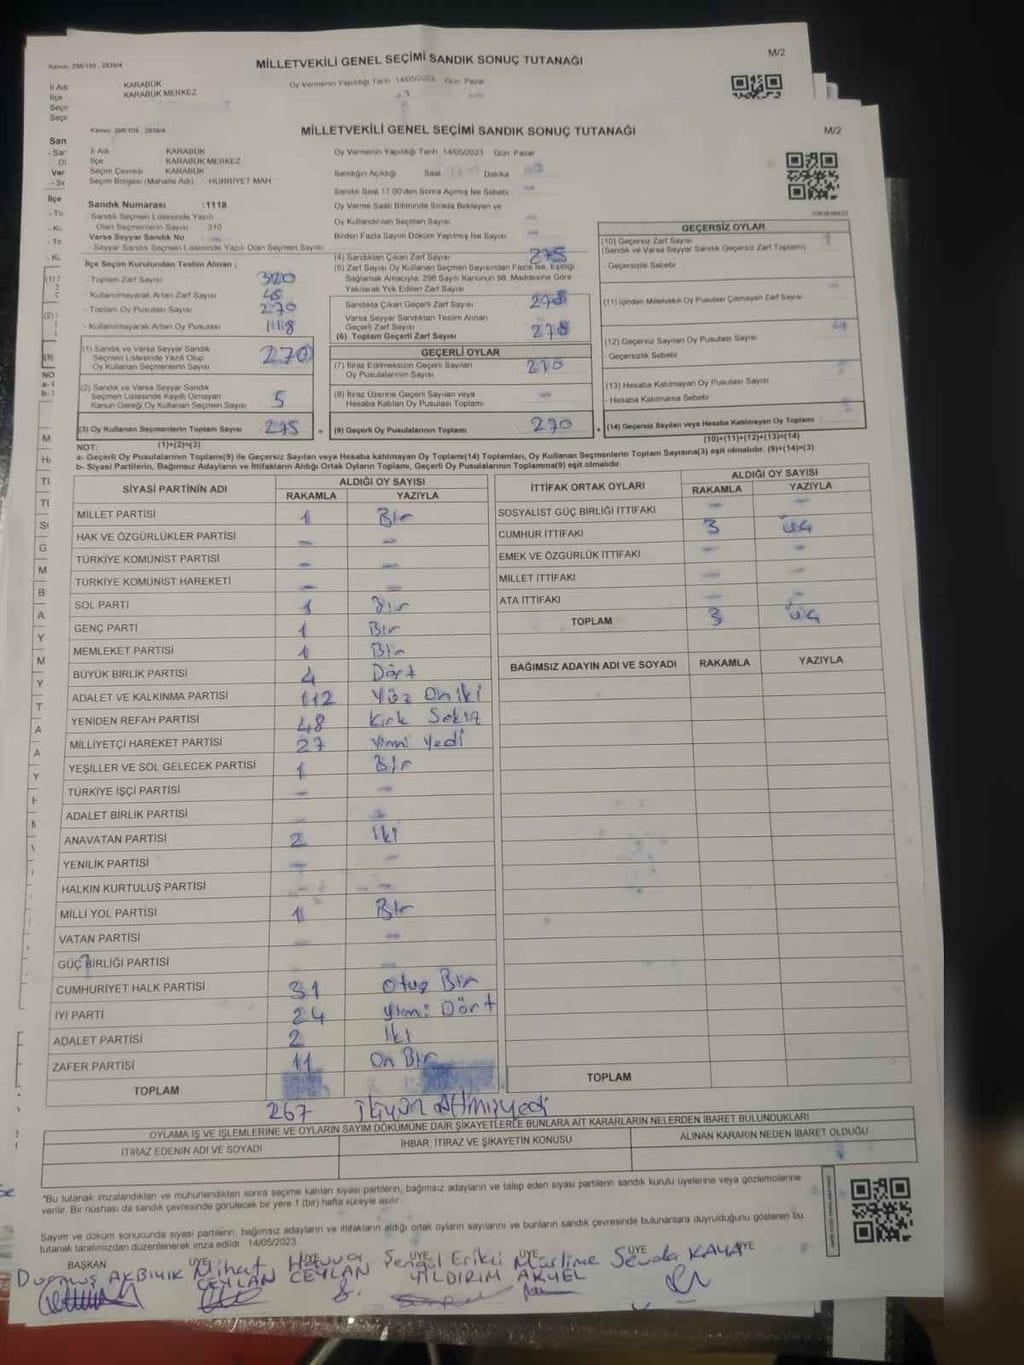 Kanun: 298/105 , 2839/4
MİLLETVEKİLİ GENEL SEÇİMİ SANDIK SONUÇ TUTANAĞI
M/2
İl Adı : KARABÜK
İlçe : KARABÜK MERKEZ
Oy Vermenin Yapıldığı Tarih :14/05/2023 Gün: Pazar
Kanun: 298/105 , 2839/4
MİLLETVEKİLİ GENEL SEÇİMİ SANDIK SONUÇ TUTANAĞI
M/2
İl Adı : KARABÜK
İlçe : KARABÜK MERKEZ
Seçim Çevresi : KARABÜK
Seçim Bölgesi (Mahalle Adı) : HÜRRİYET MAH
Sandık Numarası :1118
- Sandık Seçmen Listesinde Yazılı
Olan Seçmenlerin Sayısı :310
Varsa Seyyar Sandık No :
- Seyyar Sandık Seçmen Listesinde Yazılı Olan Seçmen Sayısı:
İlçe Seçim Kurulundan Teslim Alınan ;
- Toplam Zarf Sayısı : 320
- Kullanılmayarak Artan Zarf Sayısı : 45
- Toplam Oy Pusulası Sayısı : 270
- Kullanılmayarak Artan Oy Pusulası :
(1) Sandık ve Varsa Seyyar Sandık
Seçmen Listesinde Yazılı Olup
Oy Kullanan Seçmenlerin Sayısı 270
(2) Sandık ve Varsa Seyyar Sandık
Seçmen Listesinde Kaydı Olmayan
Kanun Gereği Oy Kullanan Seçmen Sayısı 5
(3) Oy Kullanan Seçmenlerin Toplam Sayısı 275
(1)+(2)=(3)
Oy Vermenin Yapıldığı Tarih :14/05/2023 Gün: Pazar
Sandığın Açıldığı Saat Dakika
Sandık Saat 17.00'den Sonra Açılmış İse Sebebi :
Oy Verme Saati Bitiminde Sırada Bekleyen ve
Oy Kullandırılan Seçmen Sayısı :
Birden Fazla Sayım Döküm Yapılmış İse Sayısı :
(4) Sandıktan Çıkan Zarf Sayısı : 275
(5) Zarf Sayısı Oy Kullanan Seçmen Sayısından Fazla İse, Eşitliği
Sağlamak Amacıyla; 298 Sayılı Kanunun 98. Maddesine Göre
Yakılarak Yok Edilen Zarf Sayısı :
Sandıkta Çıkan Geçerli Zarf Sayısı
Varsa Seyyar Sandıktan Teslim Alınan
Geçerli Zarf Sayısı
(6) Toplam Geçerli Zarf Sayısı
GEÇERLİ OYLAR
(7) İtiraz Edilmeksizin Geçerli Sayılan
Oy Pusulalarının Sayısı 270
(8) İtiraz Üzerine Geçerli Sayılan veya
Hesaba Katılan Oy Pusulası Toplamı
(9) Geçerli Oy Pusulalarının Toplamı 270
GEÇERSİZ OYLAR
(10) Geçersiz Zarf Sayısı
(Sandık ve Varsa Seyyar Sandık Geçersiz Zarf Toplamı)
- Geçersizlik Sebebi
(11) İçinden Milletvekili Oy Pusulası Çıkmayan Zarf Sayısı :
(12) Geçersiz Sayılan Oy Pusulası Sayısı
Geçersizlik Sebebi
(13) Hesaba Katılmayan Oy Pusulası Sayısı
- Hesaba Katılmama Sebebi
(14) Geçersiz Sayılan veya Hesaba Katılmayan Oy Toplamı
(10)+(11)+(12)+(13)=(14)
NOT:
a- Geçerli Oy Pusulalarının Toplamı(9) ile Geçersiz Sayılan veya Hesaba katılmayan Oy Toplamı(14) Toplamları, Oy Kullanan Seçmenlerin Toplam Sayısına(3) eşit olmalıdır. (9)+(14)=(3)
b- Siyasi Partilerin, Bağımsız Adayların ve İttifakların Aldığı Ortak Oyların Toplamı, Geçerli Oy Pusulalarının Toplamına(9) eşit olmalıdır.
SİYASİ PARTİNİN ADI
ALDIĞI OY SAYISI
RAKAMLA YAZIYLA
MİLLET PARTİSİ 1 Bir
HAK VE ÖZGÜRLÜKLER PARTİSİ - -
TÜRKİYE KOMÜNİST PARTİSİ - -
TÜRKİYE KOMÜNİST HAREKETİ - -
SOL PARTİ 1 Bir
GENÇ PARTİ 1 Bir
MEMLEKET PARTİSİ 1 Bir
BÜYÜK BİRLİK PARTİSİ 4 Dört
ADALET VE KALKINMA PARTİSİ 112 Yüz Oniki
YENİDEN REFAH PARTİSİ 48 Kırk Sekiz
MİLLİYETÇİ HAREKET PARTİSİ 27 Yirmi Yedi
YEŞİLLER VE SOL GELECEK PARTİSİ 1 Bir
TÜRKİYE İŞÇİ PARTİSİ - -
ADALET BİRLİK PARTİSİ -
ANAVATAN PARTİSİ 2 İki
YENİLİK PARTİSİ - -
HALKIN KURTULUŞ PARTİSİ - -
MİLLİ YOL PARTİSİ 1 Bir
VATAN PARTİSİ - -
GÜÇ BİRLİĞİ PARTİSİ
CUMHURİYET HALK PARTİSİ 31 Otuz Bir
İYİ PARTİ 24 Yirmi Dört
ADALET PARTİSİ 2 İki
ZAFER PARTİSİ 11 On Bir
TOPLAM
267 İkiyüz Altmışyedi
İTTİFAK ORTAK OYLARI
ALDIĞI OY SAYISI
RAKAMLA YAZIYLA
SOSYALİST GÜÇ BİRLİĞİ İTTİFAKI - -
CUMHUR İTTİFAKI 3 Üç
EMEK VE ÖZGÜRLÜK İTTİFAKI - -
MİLLET İTTİFAKI - -
ATA İTTİFAKI - -
TOPLAM 3 Üç
BAĞIMSIZ ADAYIN ADI VE SOYADI RAKAMLA YAZIYLA
TOPLAM
OYLAMA İŞ VE İŞLEMLERİNE VE OYLARIN SAYIM DÖKÜMÜNE DAİR ŞİKAYETLERLE BUNLARA AİT KARARLARIN NELERDEN İBARET BULUNDUKLARI
İTİRAZ EDENİN ADI VE SOYADI
İHBAR, İTİRAZ VE ŞİKAYETİN KONUSU
ALINAN KARARIN NEDEN İBARET OLDUĞU
"Bu tutanak imzalandıktan ve mühürlendikten sonra seçime katılan siyasi partilerin, bağımsız adayların ve talep eden siyasi partilerin sandık kurulu üyelerine veya gözlemcilerine
verilir. Bir nüshası da sandık çevresinde görülecek bir yere 1 (bir) hafta süreyle asılır.
Sayım ve döküm sonucunda siyasi partilerin, bağımsız adayların ve ittifakların aldığı ortak oyların sayılarını ve bunların sandık çevresinde bulunanlara duyrulduğunu gösteren bu
tutanak tarafımızdan düzenlenerek imza edildi. 14/05/2023
BAŞKAN ÜYE ÜYE ÜYE ÜYE ÜYE ÜYE
Durmuş AKBIYIK Nihat CEYLAN Havva CEYLAN Şengül Erikli YILDIRIM AKYEL Sevda KAYA